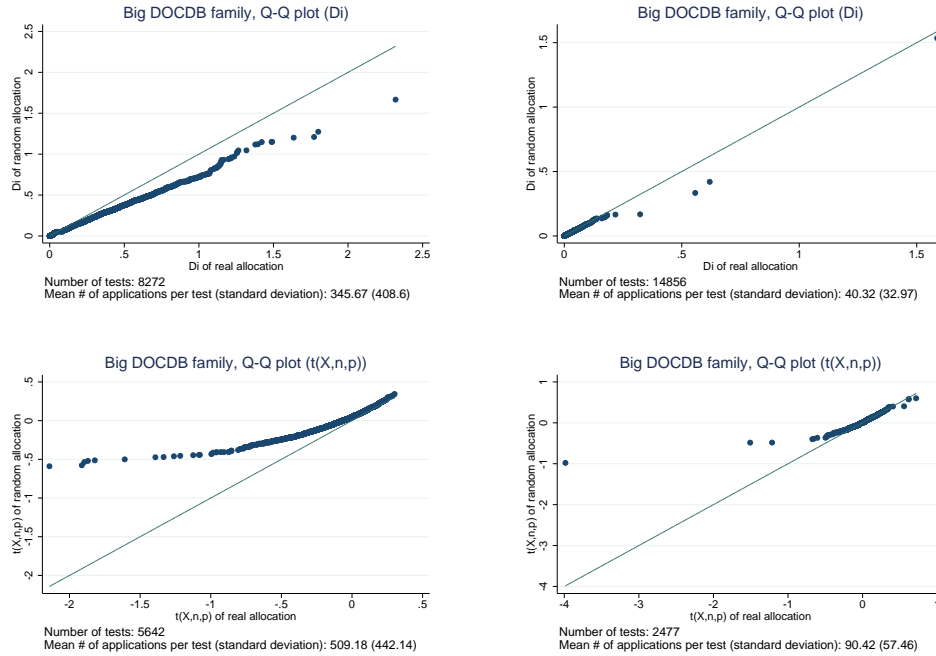 Big DOCDB family, Q-Q plot (Di)
Di of random allocation
0 .5 1 1.5 2 2.5
0 .5 1 1.5 2 2.5
Di of real allocation
Number of tests: 8272
Mean # of applications per test (standard deviation): 345.67 (408.6)
Big DOCDB family, Q-Q plot (Di)
Di of random allocation
0 .5 1 1.5
0 .5 1 1.5
Di of real allocation
Number of tests: 14856
Mean # of applications per test (standard deviation): 40.32 (32.97)
Big DOCDB family, Q-Q plot (t(X,n,p))
t(X,n,p) of random allocation
-2 -1.5 -1 -.5 0 .5
-2 -1.5 -1 -.5 0 .5
t(X,n,p) of real allocation
Number of tests: 5642
Mean # of applications per test (standard deviation): 509.18 (442.14)
Big DOCDB family, Q-Q plot (t(X,n,p))
t(X,n,p) of random allocation
-4 -3 -2 -1 0 1
-4 -3 -2 -1 0
t(X,n,p) of real allocation
Number of tests: 2477
Mean # of applications per test (standard deviation): 90.42 (57.46)